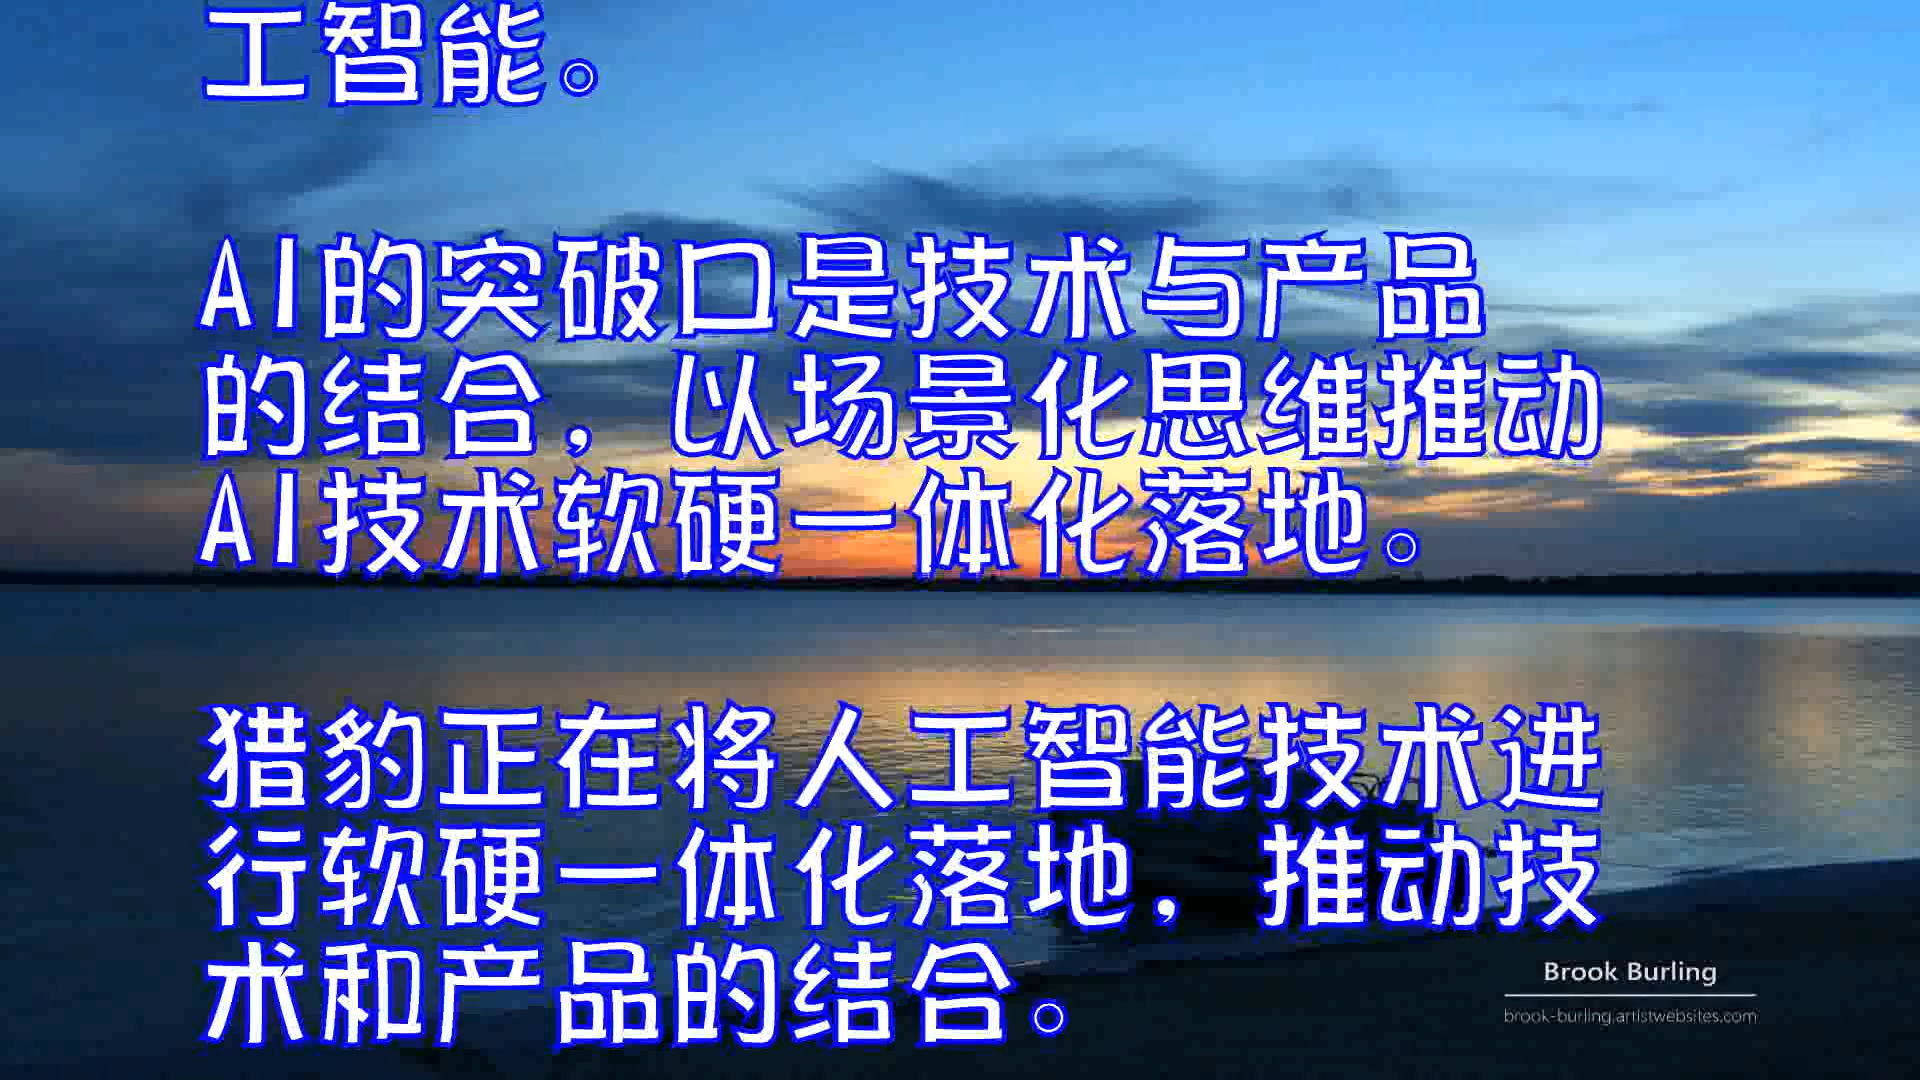 工智能。
AI的突破口是技术与产品
的结合，以场景化思维推动
AI技术软硬一体化落地。
猎豹正在将人工智能技术进
行软硬一体化落地，推动技
术和产品的结合。
Brook Burling
brook-burling.artistwebsites.com